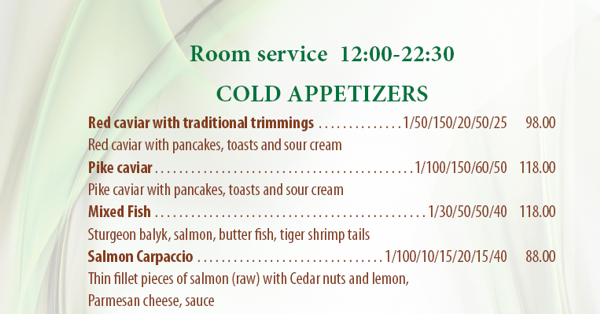 Room service 12:00-22:30
COLD APPETIZERS
Red caviar with traditional trimmings . . . . . . . . . . . . . . 1/50/150/20/50/25 98.00
Red caviar with pancakes, toasts and sour cream
Pike caviar . . . . . . . . . . . . . . . . . . . . . . . . . . . . . . . . . . . . . . . . . . . 1/100/150/60/50 118.00
Pike caviar with pancakes, toasts and sour cream
Mixed Fish . . . . . . . . . . . . . . . . . . . . . . . . . . . . . . . . . . . . . . . . . . . . . 1/30/50/50/40 118.00
Sturgeon balyk, salmon, butter fish, tiger shrimp tails
Salmon Carpaccio . . . . . . . . . . . . . . . . . . . . . . . . . . . . . . . 1/100/10/15/20/15/40 88.00
Thin fillet pieces of salmon (raw) with Cedar nuts and lemon,
Parmesan cheese, sauce